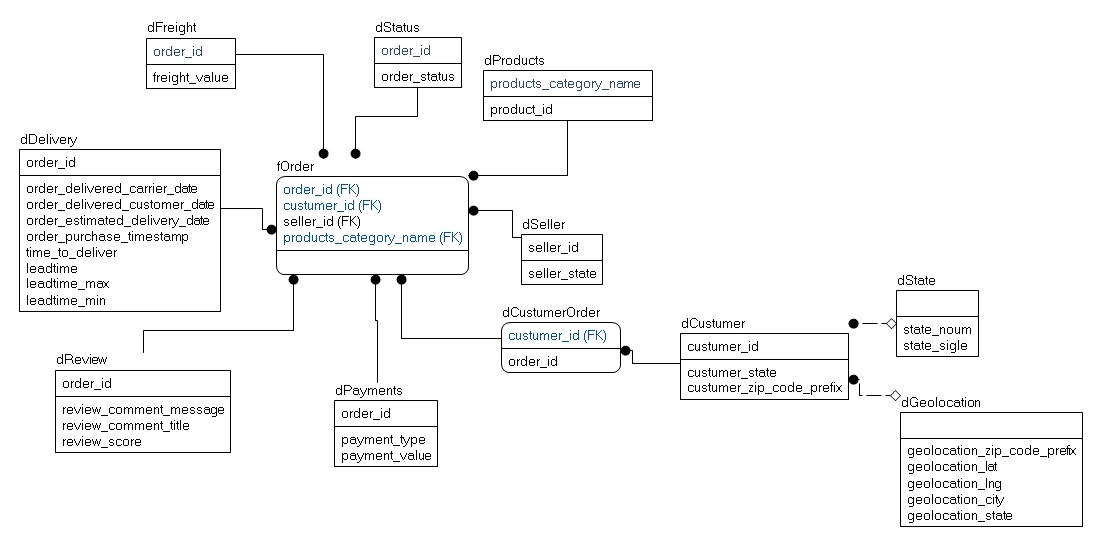 dFreight
order_id
freight_value
dStatus
order_id
order_status
dProducts
products_category_name
product_id
dDelivery
order_id
order_delivered_carrier_date
order_delivered_customer_date
order_estimated_delivery_date
order_purchase_timestamp
time_to_deliver
leadtime
leadtime_max
leadtime_min
fOrder
order_id (FK)
custumer_id (FK)
seller_id (FK)
products_category_name (FK)
dSeller
seller_id
seller_state
dCustumerOrder
custumer_id (FK)
order_id
dCustumer
custumer_id
custumer_state
custumer_zip_code_prefix
dState
state_noum
state_sigle
dGeolocation
geolocation_zip_code_prefix
geolocation_lat
geolocation_lng
geolocation_city
geolocation_state
dReview
order_id
review_comment_message
review_comment_title
review_score
dPayments
order_id
payment_type
payment_value